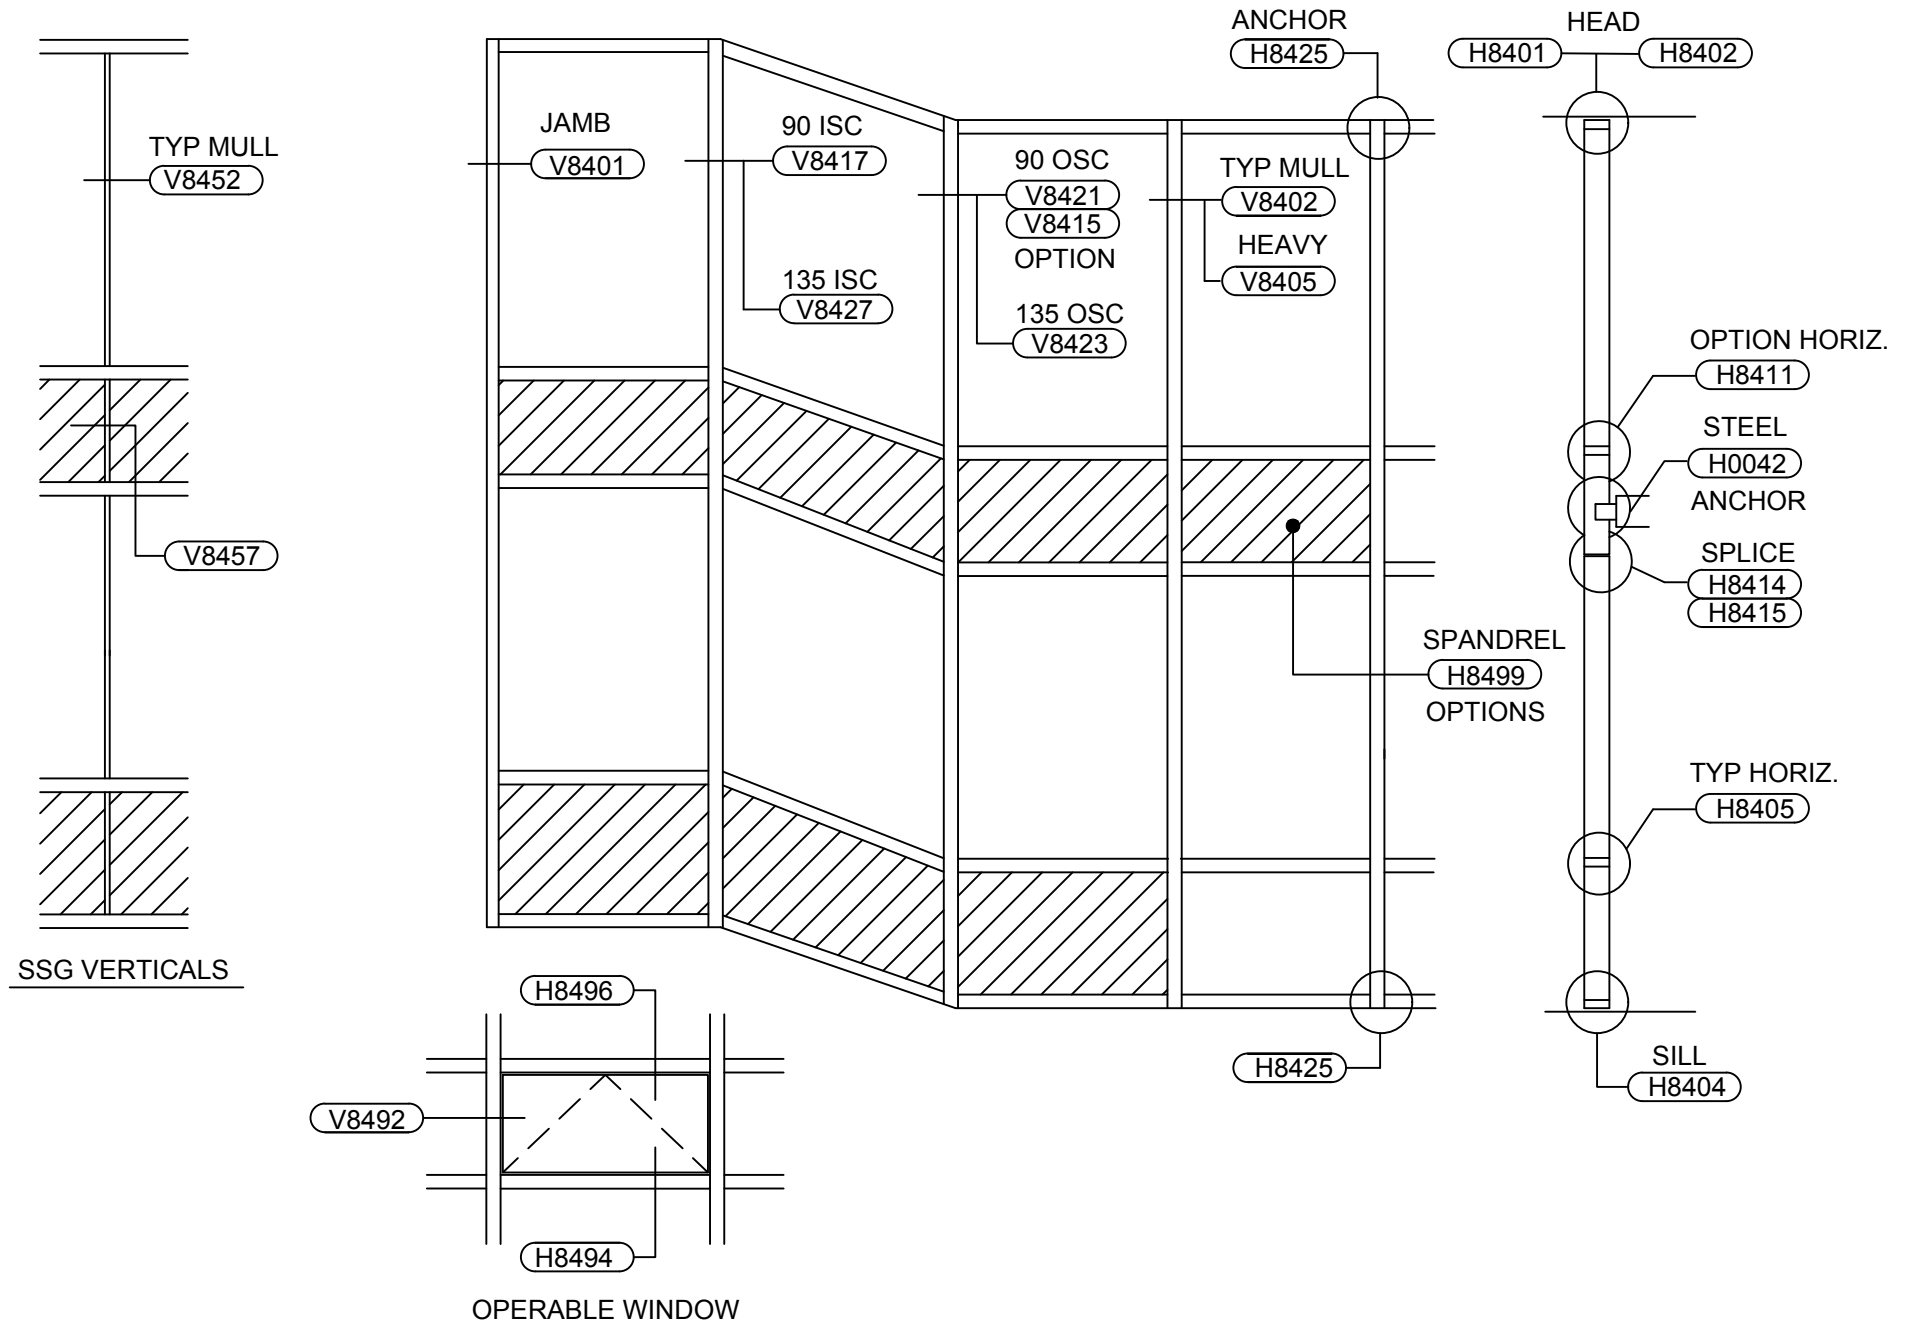 TYP MULL
V8452
V8457
SSG VERTICALS
JAMB
V8401
90 ISC
V8417
135 ISC
V8427
90 OSC
V8421
V8415
OPTION
135 OSC
V8423
TYP MULL
V8402
HEAVY
V8405
ANCHOR
H8425
SPANDREL
H8499
OPTIONS
H8425
HEAD
H8401 H8402
OPTION HORIZ.
H8411
STEEL
H0042
ANCHOR
SPLICE
H8414
H8415
TYP HORIZ.
H8405
SILL
H8404
H8496
V8492
H8494
OPERABLE WINDOW